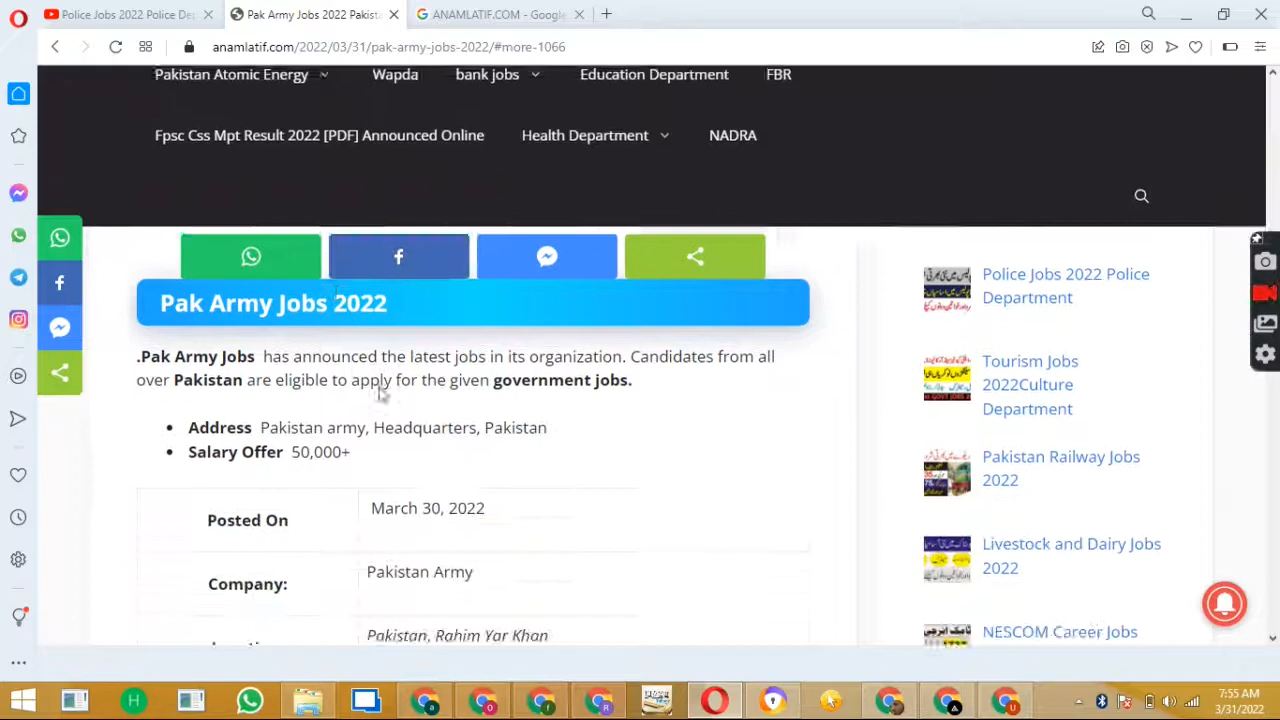 Police Jobs 2022 Police Dep
Pak Army Jobs 2022 Pakista
ANAMLATIF.COM - Google
anamlatif.com/2022/03/31/pak-army-jobs-2022/#more-1066
Pakistan Atomic Energy Wapda bank jobs Education Department FBR
Fpsc Css Mpt Result 2022 [PDF] Announced Online Health Department NADRA
Pak Army Jobs 2022
.Pak Army Jobs has announced the latest jobs in its organization. Candidates from all
over Pakistan are eligible to apply for the given government jobs.
Address Pakistan army, Headquarters, Pakistan
Salary Offer 50,000+
Posted On March 30, 2022
Company: Pakistan Army
Pakistan, Rahim Yar Khan
Police Jobs 2022 Police
Department
Tourism Jobs
2022Culture
Department
Pakistan Railway Jobs
2022
Livestock and Dairy Jobs
2022
NESCOM Career Jobs
7:55 AM
3/31/2022